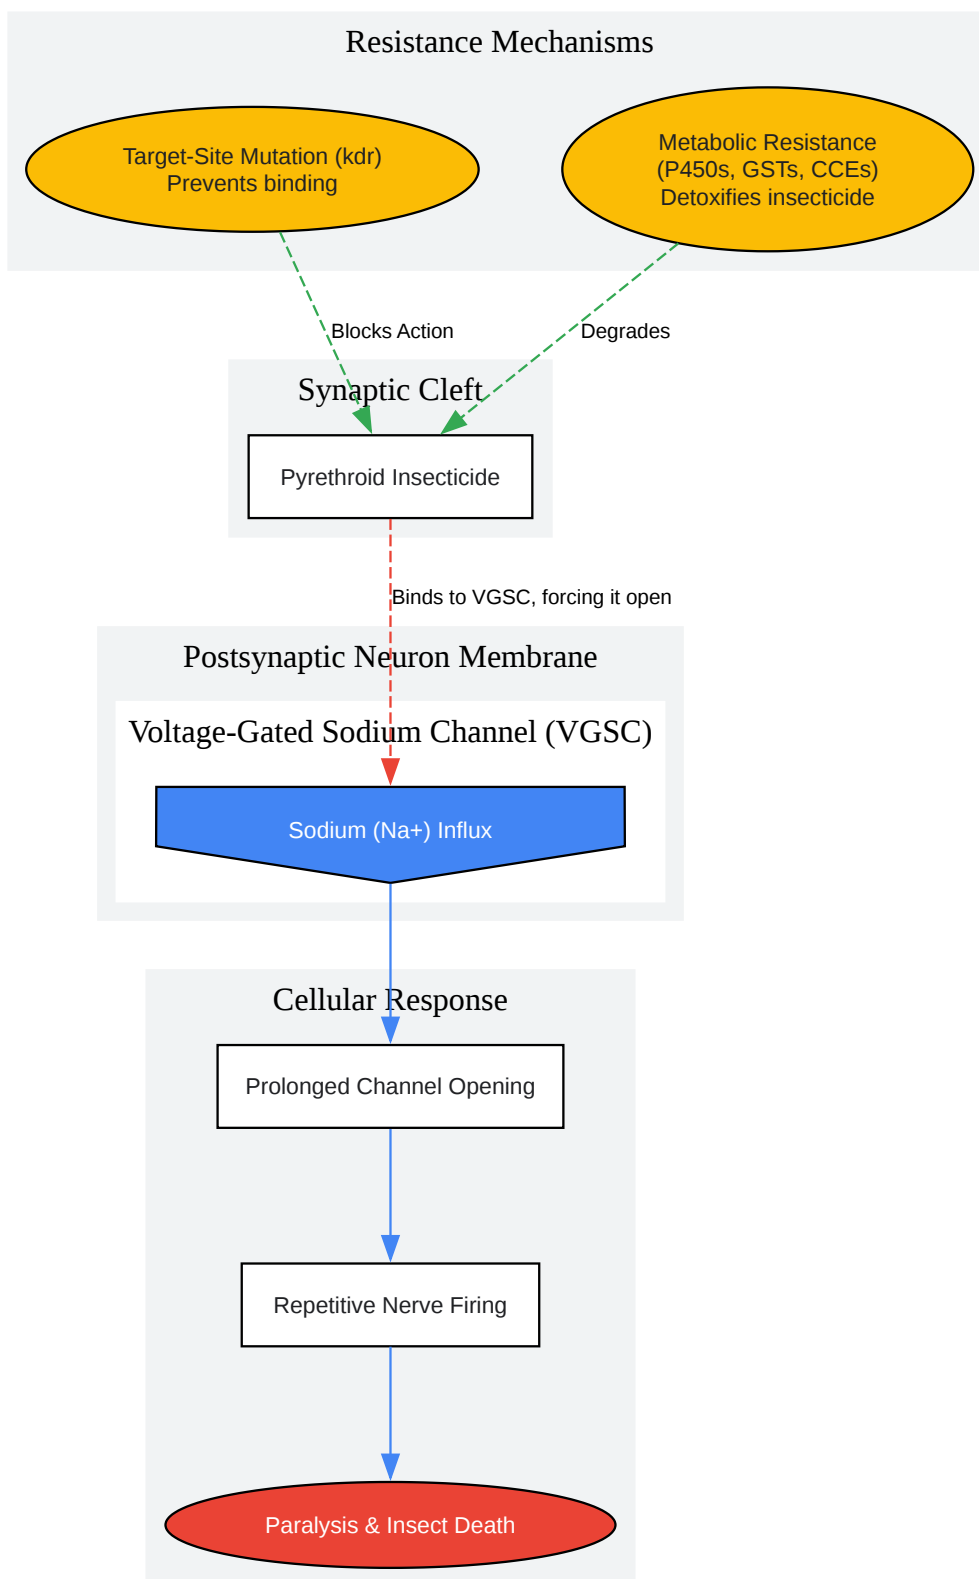 Resistance Mechanisms
Target-Site Mutation (kdr)
Prevents binding
Metabolic Resistance
(P450s, GSTs, CCEs)
Detoxifies insecticide
Blocks Action
Degrades
Synaptic Cleft
Pyrethroid Insecticide
Binds to VGSC, forcing it open
Postsynaptic Neuron Membrane
Voltage-Gated Sodium Channel (VGSC)
Sodium (Na+) Influx
Cellular Response
Prolonged Channel Opening
Repetitive Nerve Firing
Paralysis & Insect Death